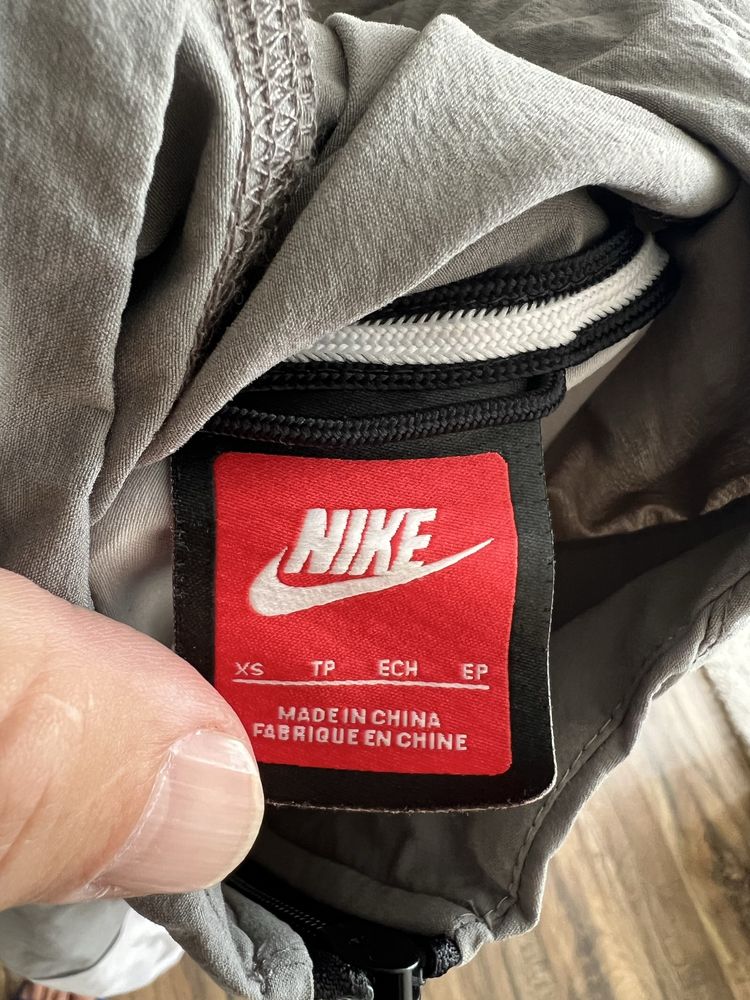 NIKE
XS TP ECH EP
MADE IN CHINA
FABRIQUE EN CHINE